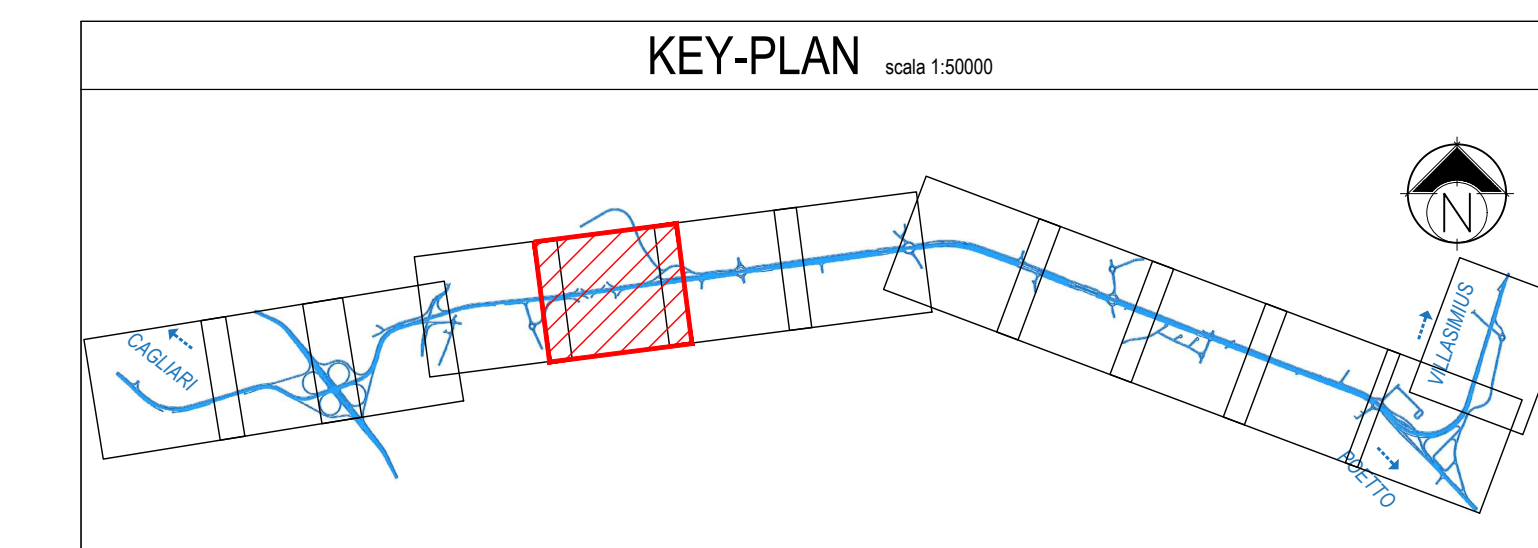 KEY-PLAN scala 1:50000
N
CAGLIARI
VILLASIMIUS
POETTO